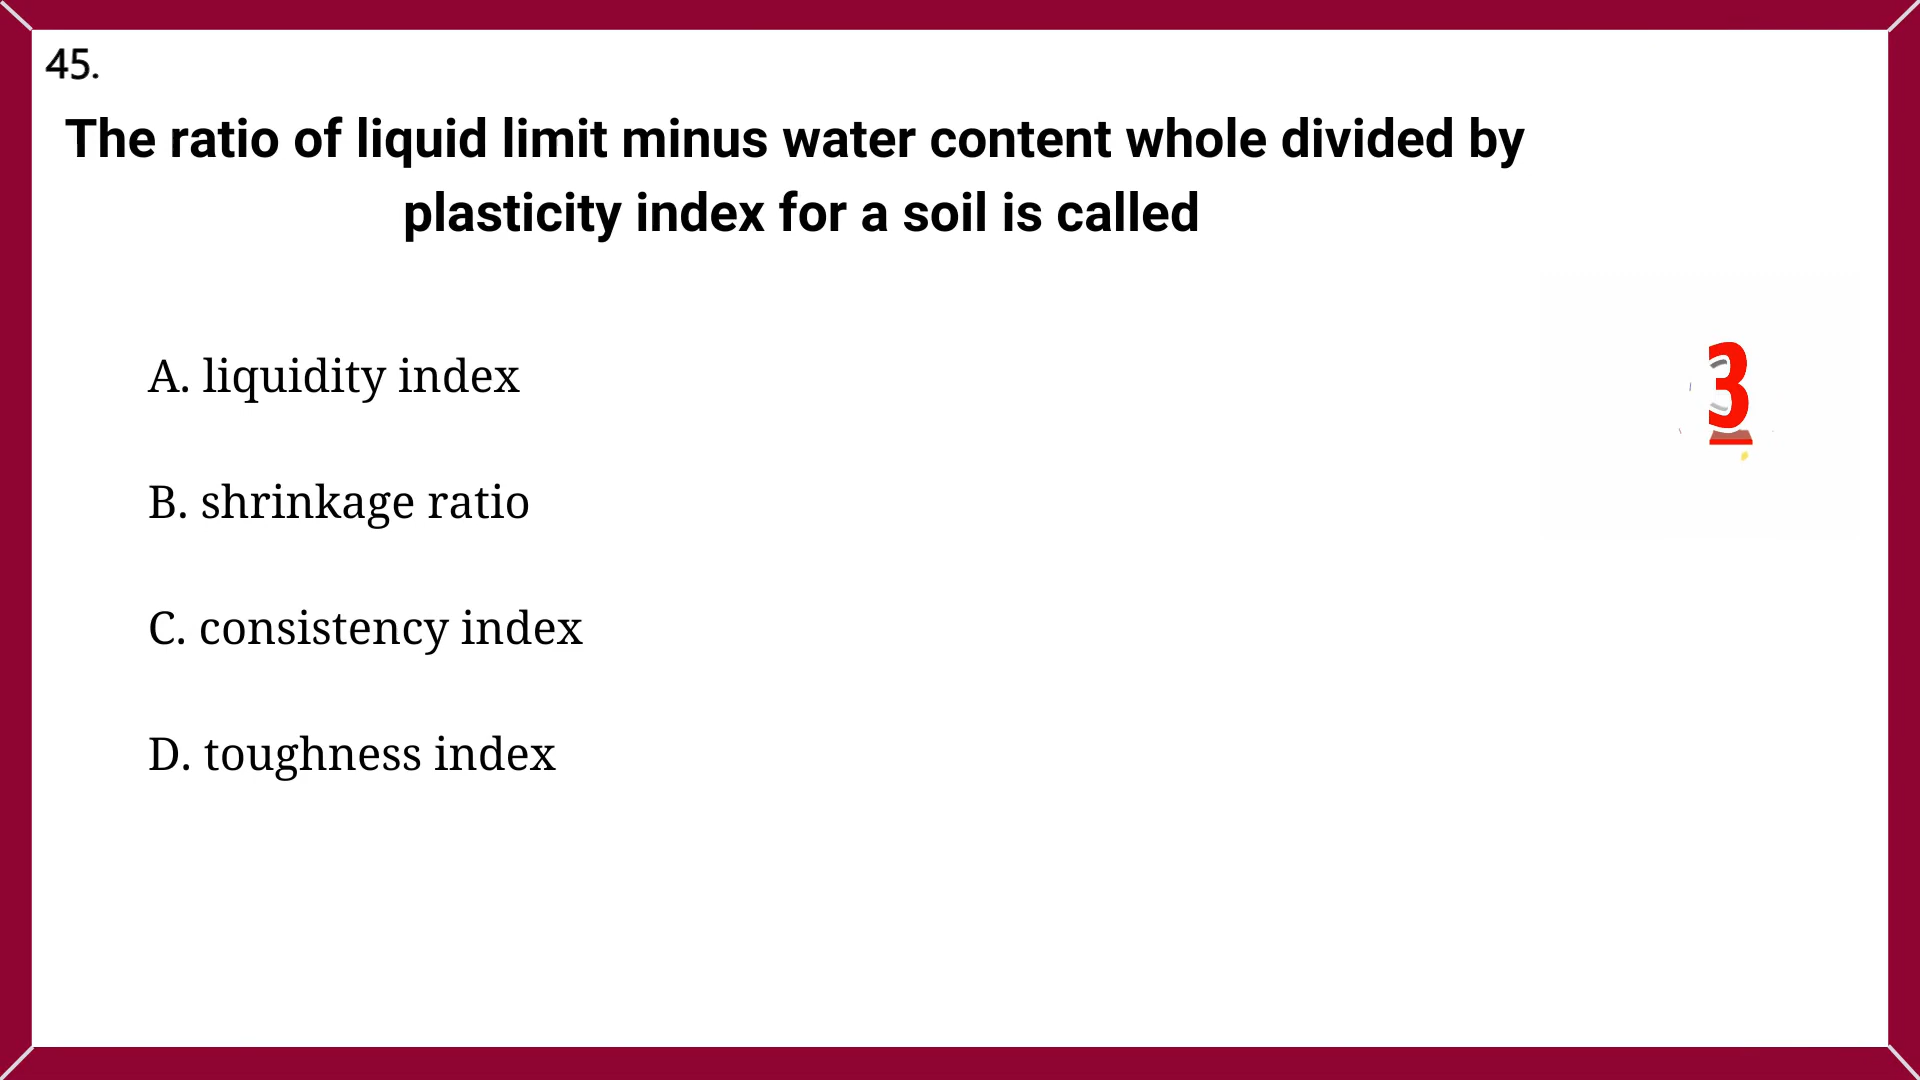 45.
The ratio of liquid limit minus water content whole divided by
plasticity index for a soil is called
A. liquidity index
3
B. shrinkage ratio
C. consistency index
D. toughness index